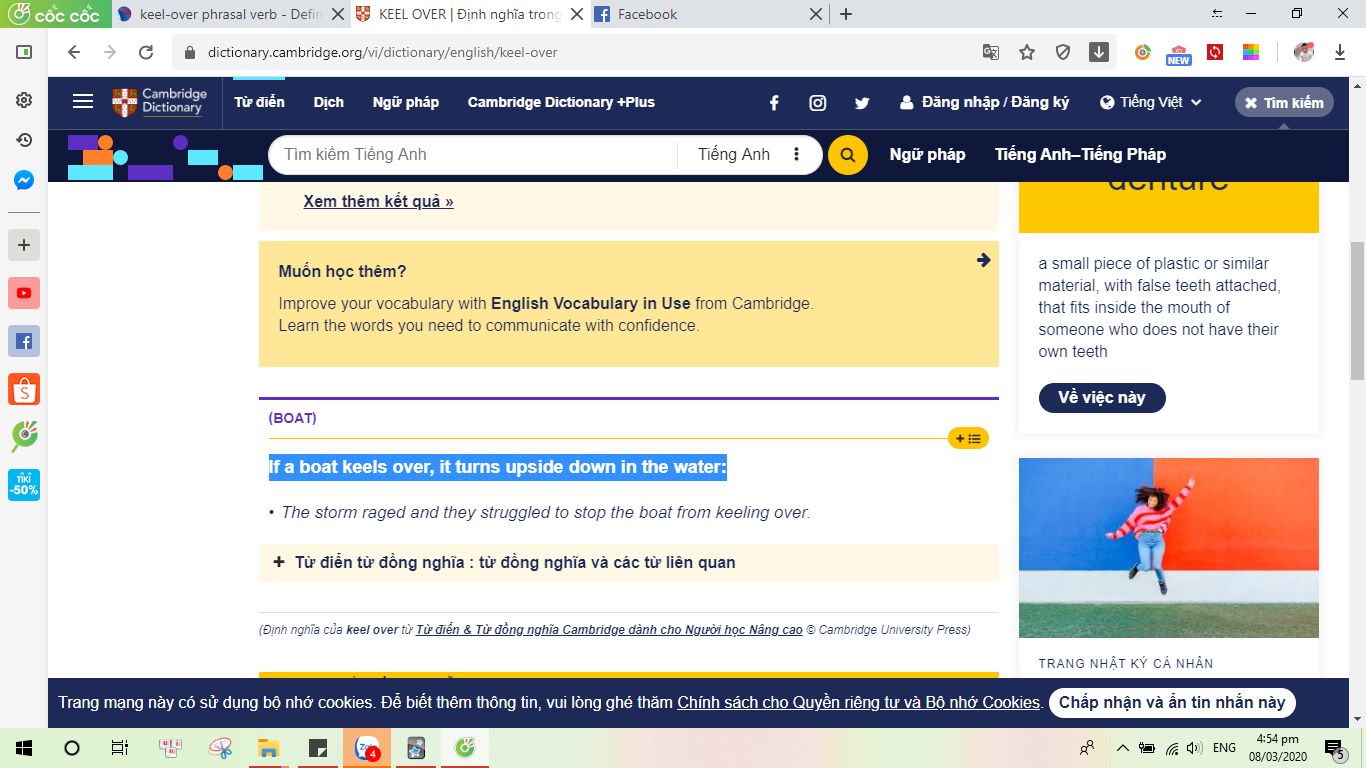 cốc cốc
keel-over phrasal verb - Defin
KEEL OVER | Định nghĩa trong
Facebook
dictionary.cambridge.org/vi/dictionary/english/keel-over
NEW
Cambridge
Dictionary
Từ điển
Dịch
Ngữ pháp
Cambridge Dictionary +Plus
Đăng nhập / Đăng ký
Tiếng Việt
Tìm kiếm
Tìm kiếm Tiếng Anh
Tiếng Anh
Ngữ pháp
Tiếng Anh–Tiếng Pháp
Xem thêm kết quả »
Muốn học thêm?
Improve your vocabulary with English Vocabulary in Use from Cambridge.
Learn the words you need to communicate with confidence.
(BOAT)
If a boat keels over, it turns upside down in the water:
• The storm raged and they struggled to stop the boat from keeling over.
+ Từ điển từ đồng nghĩa : từ đồng nghĩa và các từ liên quan
(Định nghĩa của keel over từ Từ điển & Từ đồng nghĩa Cambridge dành cho Người học Nâng cao © Cambridge University Press)
denture
a small piece of plastic or similar
material, with false teeth attached,
that fits inside the mouth of
someone who does not have their
own teeth
Về việc này
TRANG NHẬT KÝ CÁ NHÂN
TIKI
-50%
Trang mạng này có sử dụng bộ nhớ cookies. Để biết thêm thông tin, vui lòng ghé thăm Chính sách cho Quyền riêng tư và Bộ nhớ Cookies.
Chấp nhận và ẩn tin nhắn này
4
ENG
4:54 pm
08/03/2020
5